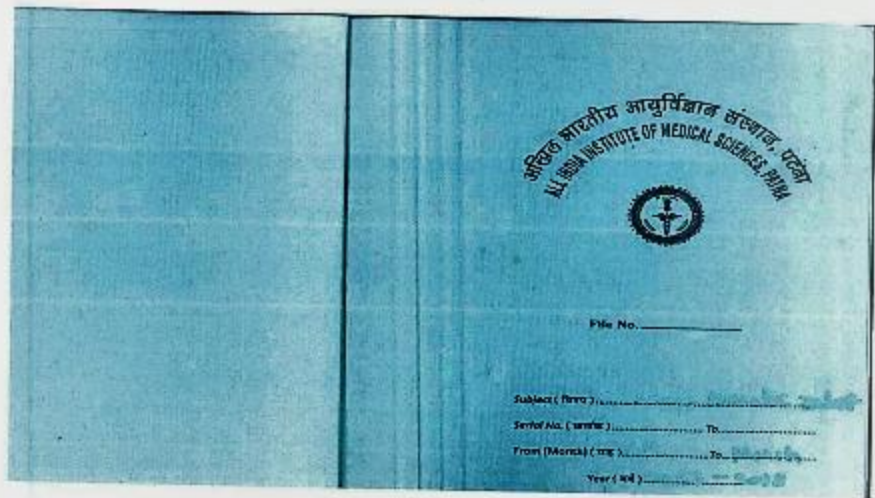 अखिल भारतीय आयुर्विज्ञान संस्थान, पटना
ALL INDIA INSTITUTE OF MEDICAL SCIENCES, PATNA
File No.
Subject ( विषय )
Serial No. ( क्रमांक ) To
From (Month) ( माह ) To
Year ( वर्ष )